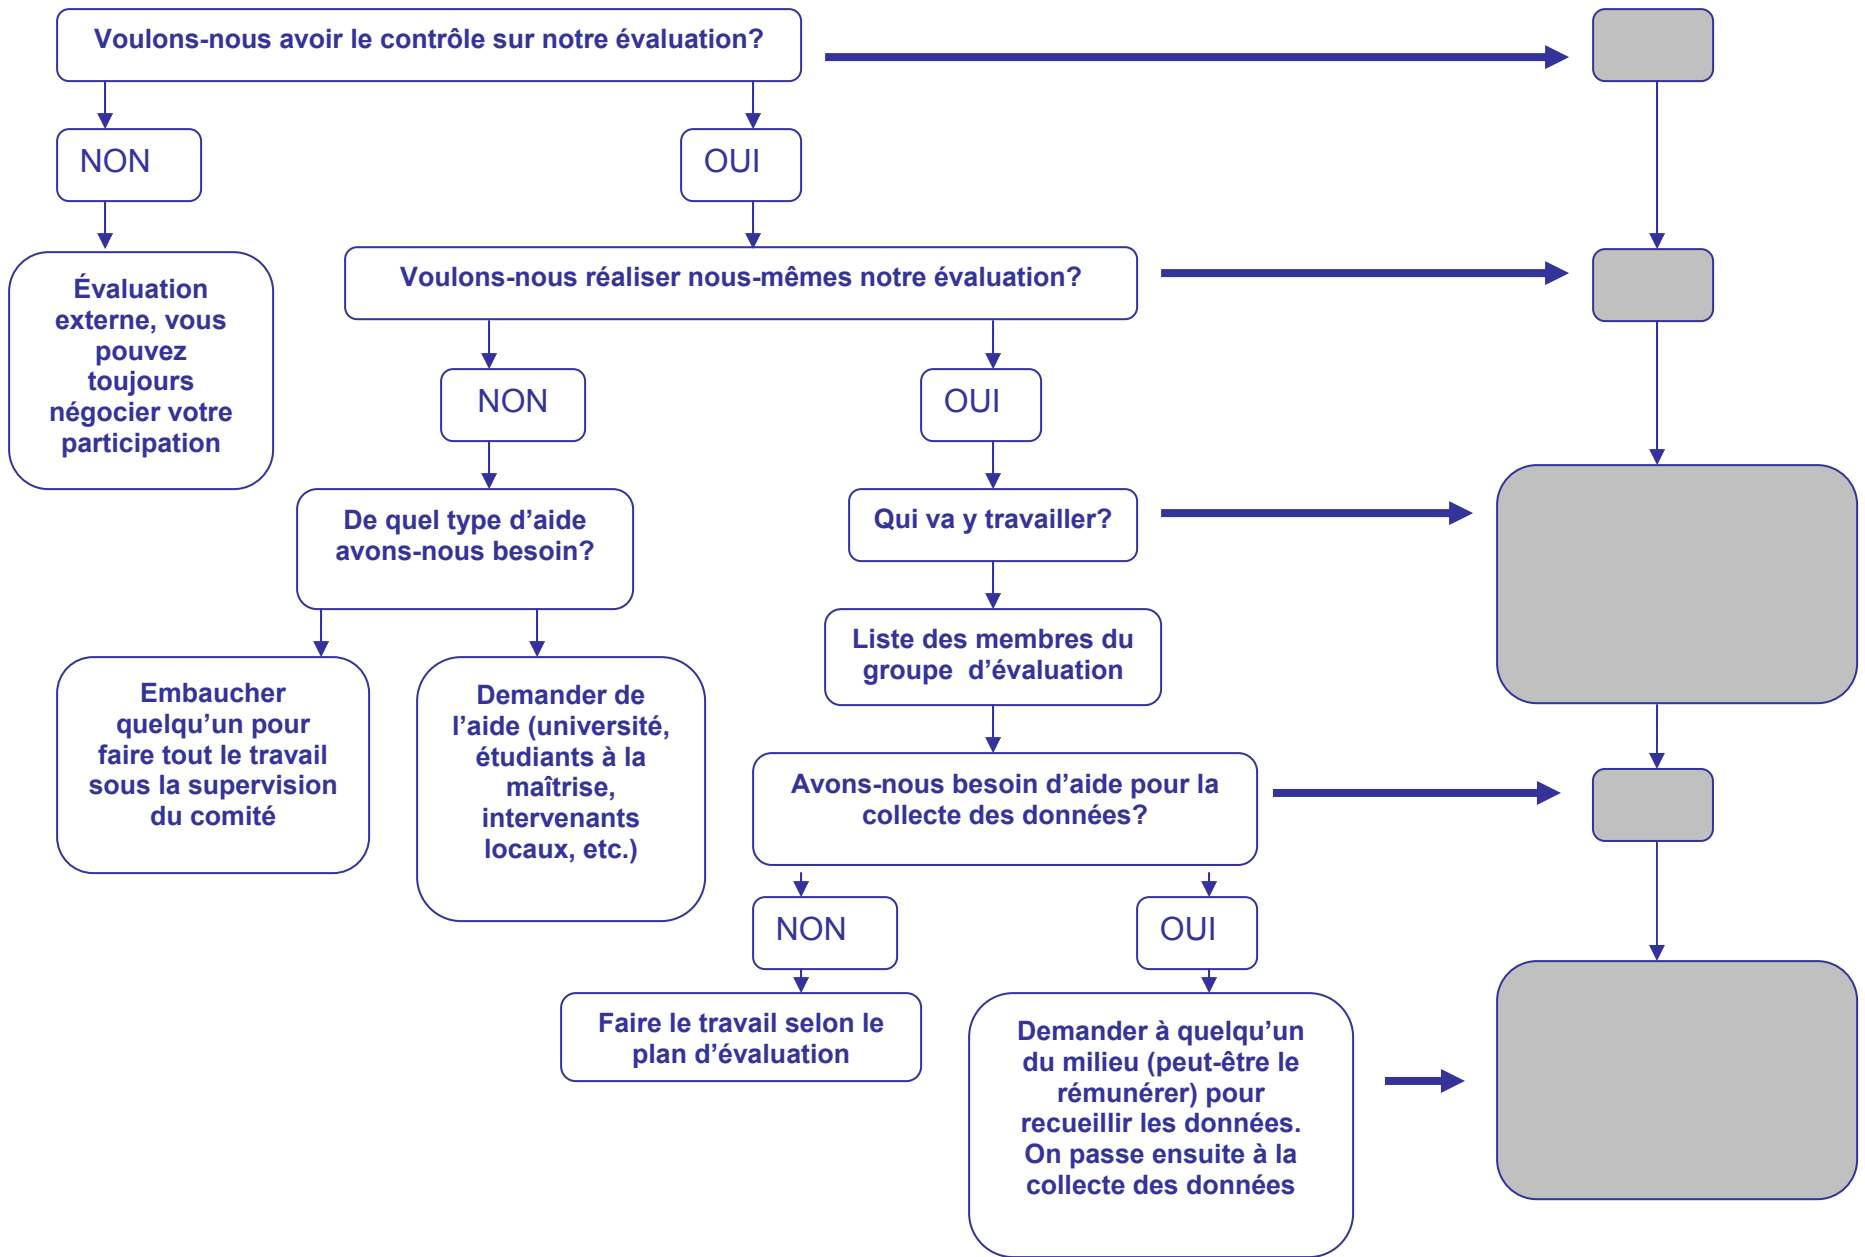 Voulons-nous avoir le contrôle sur notre évaluation?
NON
OUI
Évaluation
externe, vous
pouvez
toujours
négocier votre
participation
Voulons-nous réaliser nous-mêmes notre évaluation?
NON
OUI
De quel type d’aide
avons-nous besoin?
Qui va y travailler?
Liste des membres du
groupe d’évaluation
Embaucher
quelqu’un pour
faire tout le travail
sous la supervision
du comité
Demander de
l’aide (université,
étudiants à la
maîtrise,
intervenants
locaux, etc.)
Avons-nous besoin d’aide pour la
collecte des données?
NON
OUI
Faire le travail selon le
plan d’évaluation
Demander à quelqu’un
du milieu (peut-être le
rémunérer) pour
recueillir les données.
On passe ensuite à la
collecte des données